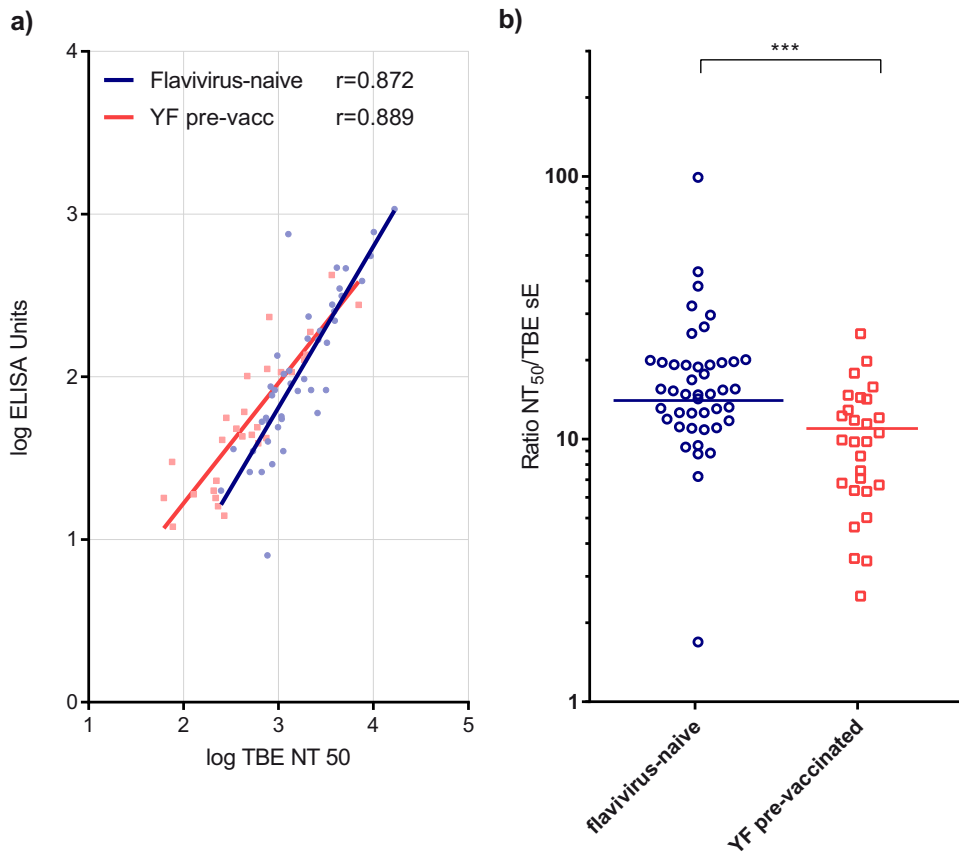 a)
log ELISA Units
4
3
2
1
0
Flavivirus-naive r=0.872
YF pre-vacc r=0.889
1 2 3 4 5
log TBE NT 50
b)
***
Ratio NT50/TBE sE
100
10
1
flavivirus-naive
YF pre-vaccinated